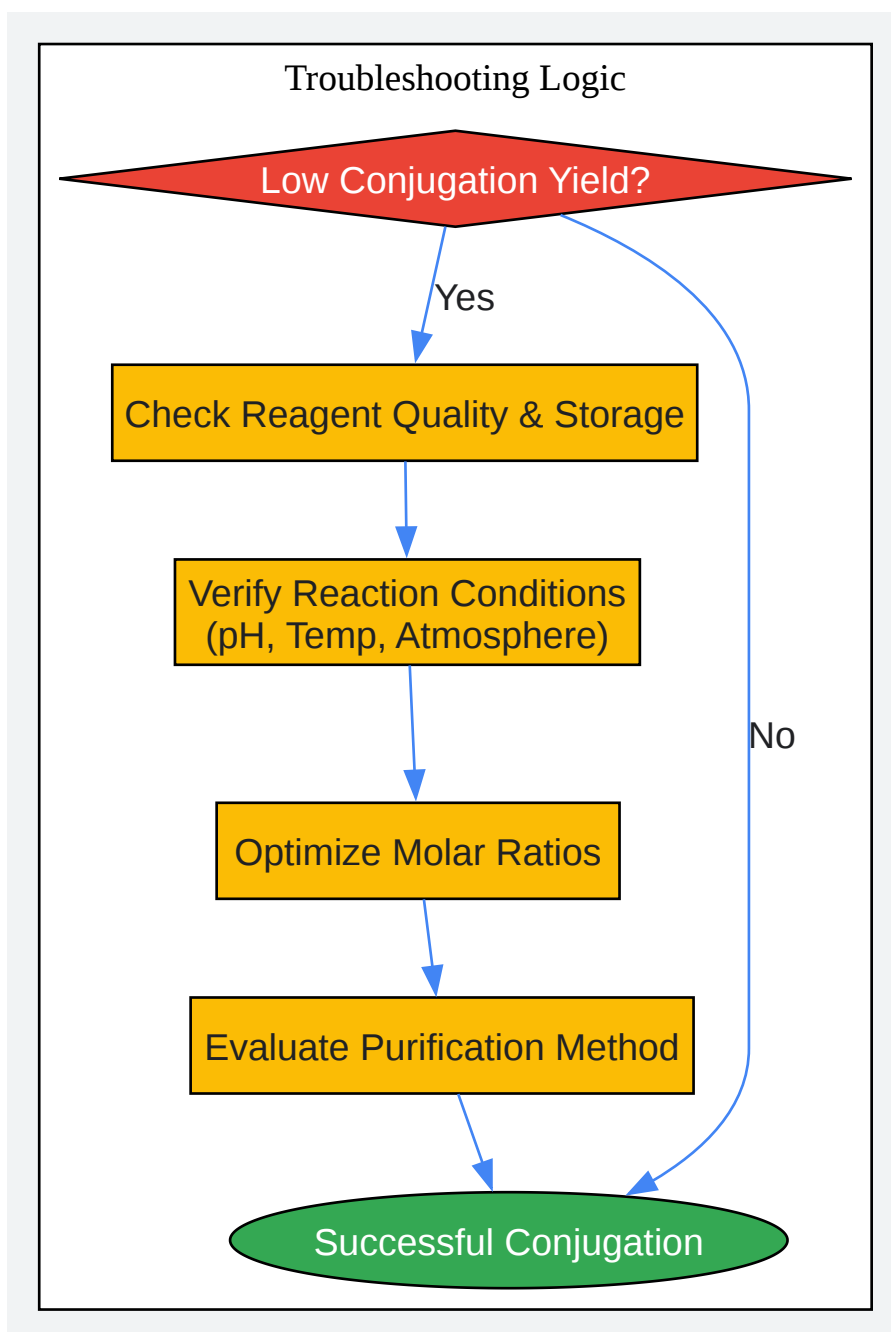 Troubleshooting Logic
Low Conjugation Yield?
Yes
Check Reagent Quality & Storage
Verify Reaction Conditions
(pH, Temp, Atmosphere)
No
Optimize Molar Ratios
Evaluate Purification Method
Successful Conjugation